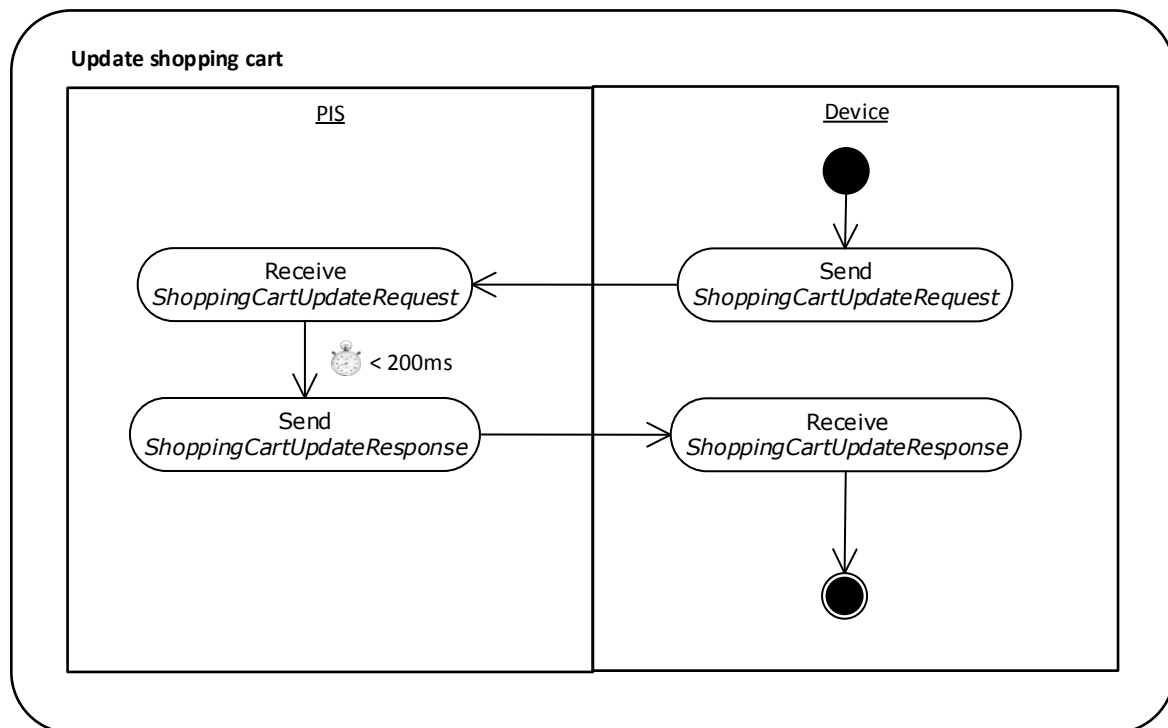 Update shopping cart
PIS
Device
Receive
ShoppingCartUpdateRequest
Send
ShoppingCartUpdateRequest
< 200ms
Send
ShoppingCartUpdateResponse
Receive
ShoppingCartUpdateResponse